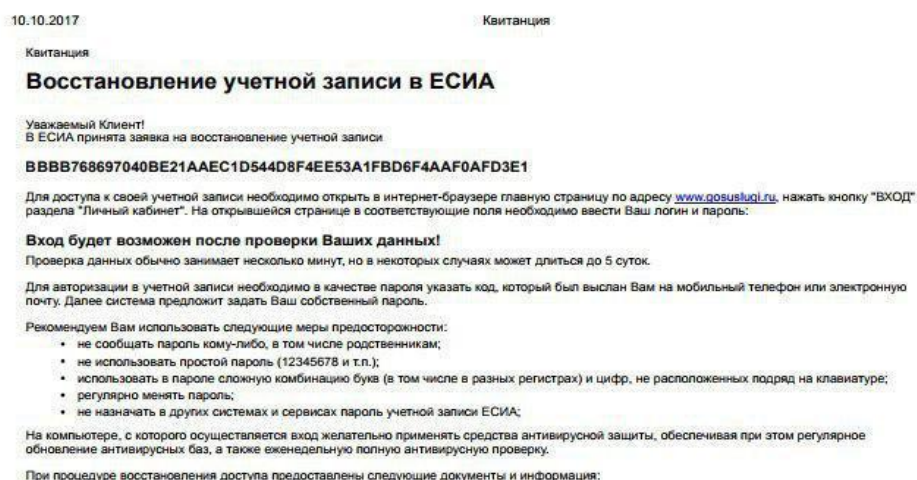 10.10.2017 Квитанция
Квитанция
Восстановление учетной записи в ЕСИА
Уважаемый Клиент!
В ЕСИА принята заявка на восстановление учетной записи
BBBB768697040BE21AAEC1D544D8F4EE53A1FBD6F4AAF0AFD3E1
Для доступа к своей учетной записи необходимо открыть в интернет-браузере главную страницу по адресу www.gosuslugi.ru, нажать кнопку "ВХОД"
раздела "Личный кабинет". На открывшейся странице в соответствующие поля необходимо ввести Ваш логин и пароль:
Вход будет возможен после проверки Ваших данных!
Проверка данных обычно занимает несколько минут, но в некоторых случаях может длиться до 5 суток.
Для авторизации в учетной записи необходимо в качестве пароля указать код, который был выслан Вам на мобильный телефон или электронную
почту. Далее система предложит задать Ваш собственный пароль.
Рекомендуем Вам использовать следующие меры предосторожности:
• не сообщать пароль кому-либо, в том числе родственникам;
• не использовать простой пароль (12345678 и т.п.);
• использовать в пароле сложную комбинацию букв (в том числе в разных регистрах) и цифр, не расположенных подряд на клавиатуре;
• регулярно менять пароль;
• не назначать в других системах и сервисах пароль учетной записи ЕСИА;
На компьютере, с которого осуществляется вход желательно применять средства антивирусной защиты, обеспечивая при этом регулярное
обновление антивирусных баз, а также еженедельную полную антивирусную проверку.
При процедуре восстановления доступа предоставлены следующие документы и информация: